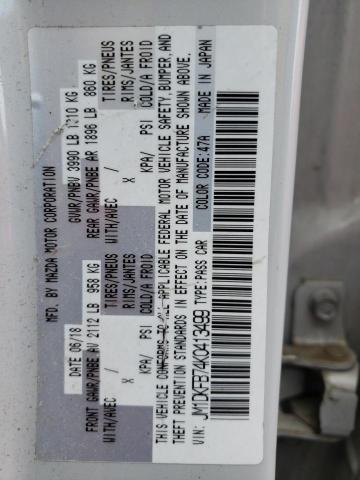 MFD. BY MAZDA MOTOR CORPORATION
DATE 06/18 GVWR/PNBV 3990 LB 1810 KG
FRONT GAWR/PNBE AV 2112 LB 958 KG REAR GAWR/PNBE AR 1896 LB 860 KG
WITH/AVEC TIRES/PNEUS WITH/AVEC TIRES/PNEUS
/ X RIMS/JANTES / X RIMS/JANTES
KPA/ PSI COLD/A FROID KPA/ PSI COLD/A FROID
THIS VEHICLE CONFORMS TO ALL APPLICABLE FEDERAL MOTOR VEHICLE SAFETY, BUMPER, AND
THEFT PREVENTION STANDARDS IN EFFECT ON THE DATE OF MANUFACTURE SHOWN ABOVE.
COLOR CODE:47A MADE IN JAPAN
VIN: JM1DKFB74K0413499 TYPE:PASS CAR